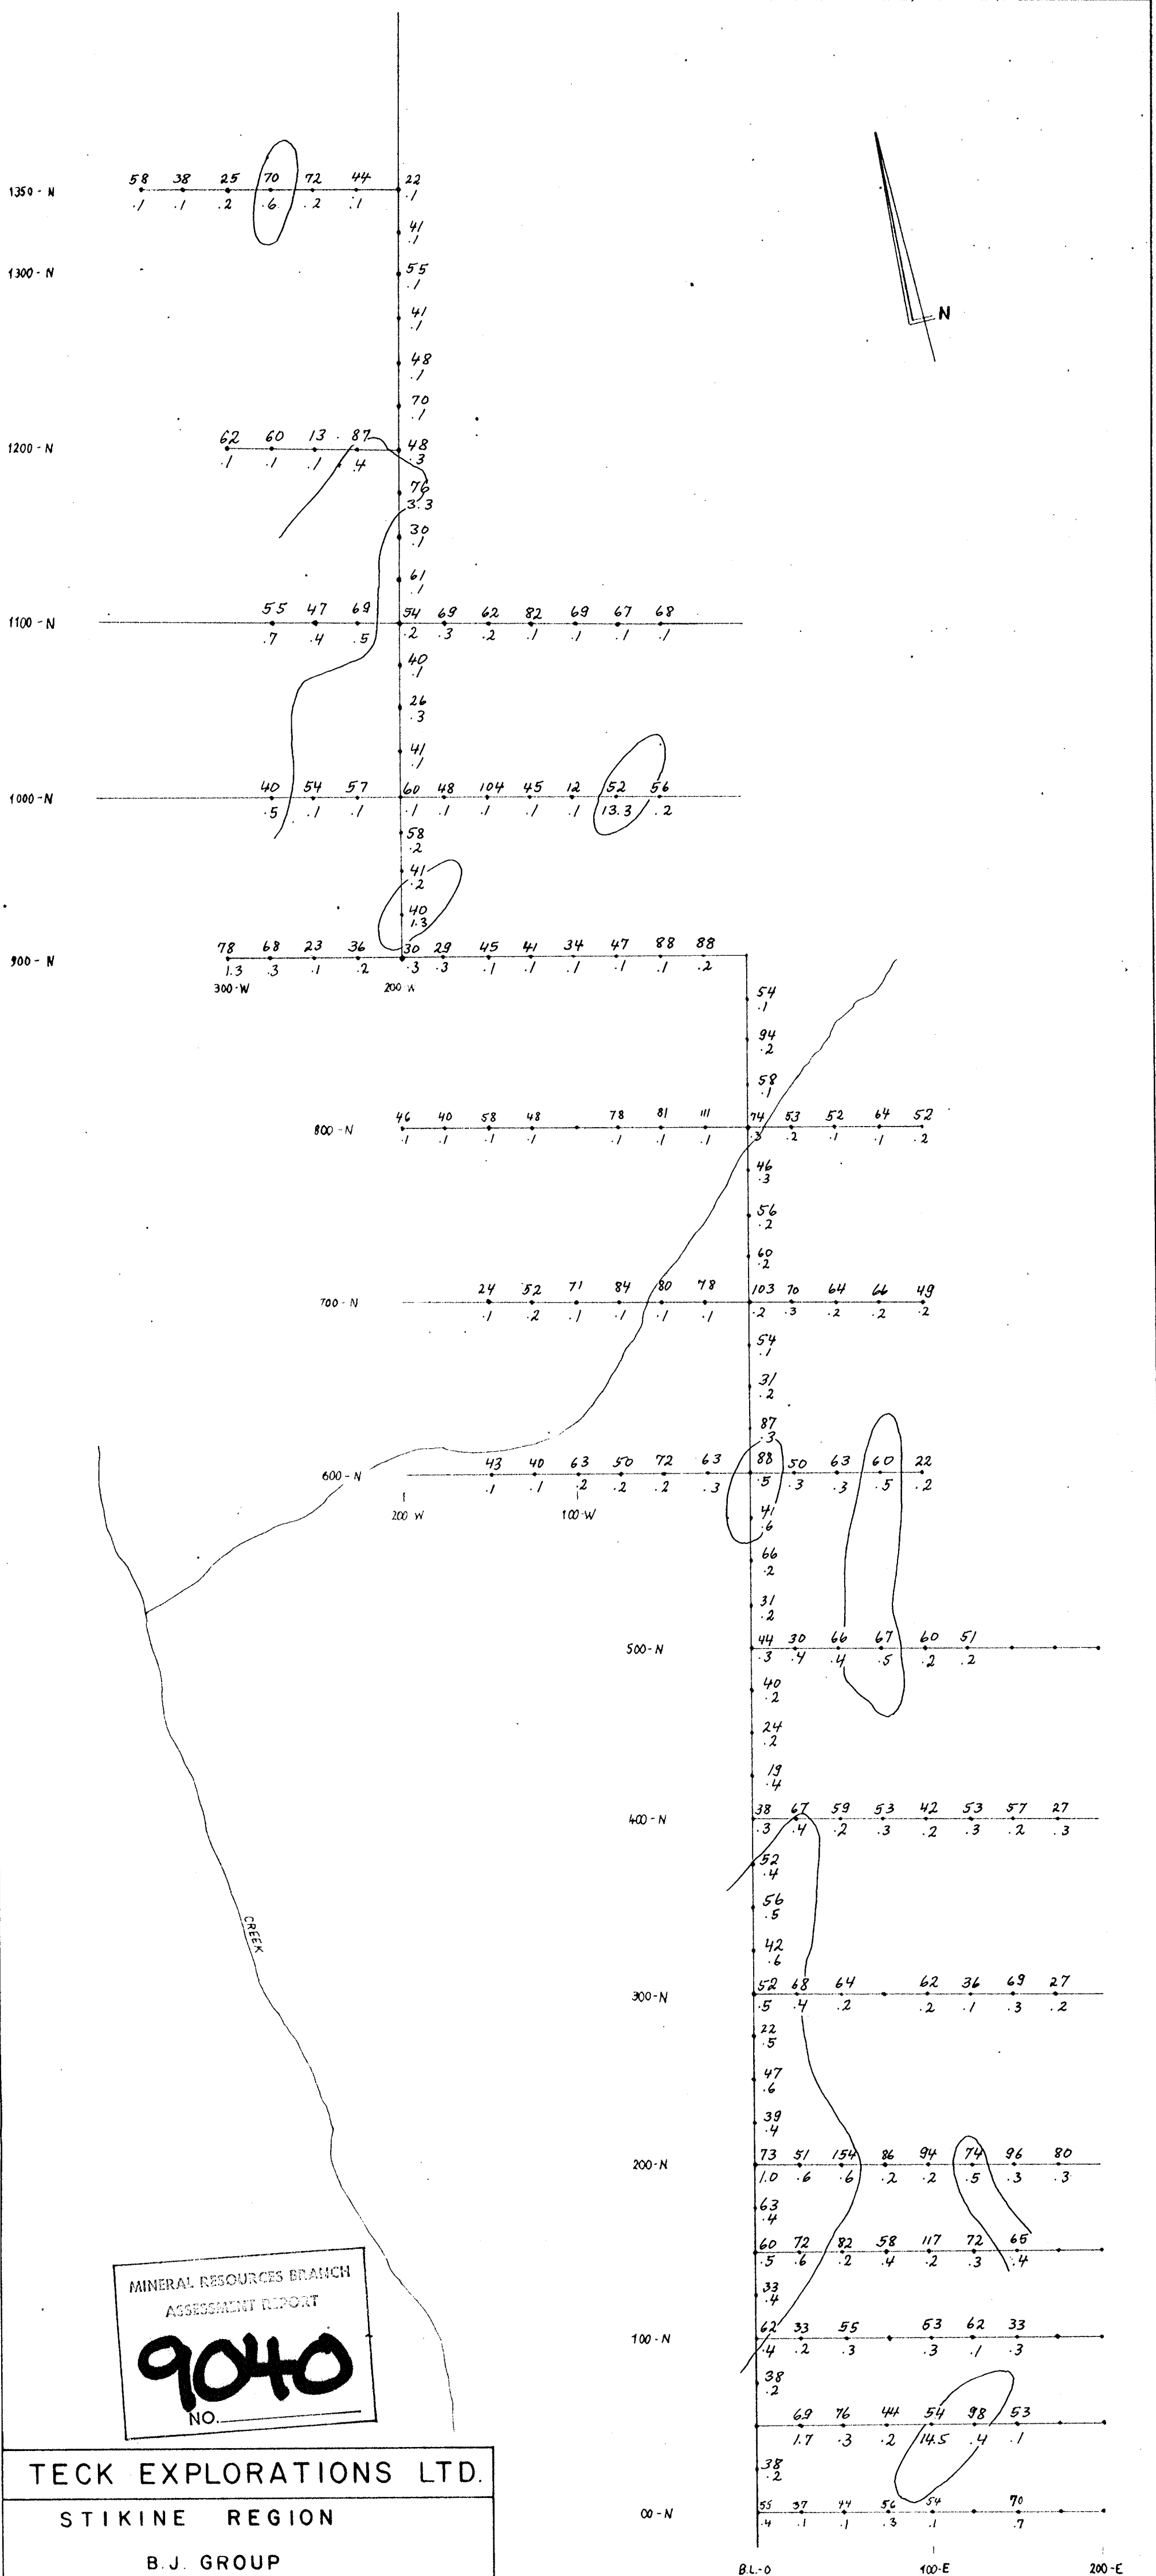 58 38 25 70 72 44 22
1350-N
.1 .1 .2 .6 .2 .1 .1
41
.1
55
1300-N
.1
41
.1
N
48
.1
70
.1
62 60 13 87 48
1200-N
.1 .1 .1 .4 .3
76
3.3
30
.1
61
.1
55 47 69 54 69 62 82 69 67 68
1100-N
.7 .4 .5 .2 .3 .2 .1 .1 .1 .1
40
.1
26
.3
41
.1
40 54 57 60 48 104 45 12 52 56
1000-N
.5 .1 .1 .1 .1 .1 .1 .1 13.3 .2
58
.2
41
.2
40
1.3
78 68 23 36 30 29 45 41 34 47 88 88
900-N
1.3 .3 .1 .2 .3 .3 .1 .1 .1 .1 .1 .2
300-W 200 W
54
.1
94
.2
58
.1
46 40 58 48 78 81 111 74 53 52 64 52
800-N
.1 .1 .1 .1 .1 .1 .1 .3 .2 .1 .1 .2
46
.3
56
.2
60
.2
24 52 71 84 80 78 103 70 64 66 49
700-N
.1 .2 .1 .1 .1 .1 .2 .3 .2 .2 .2
54
.1
31
.2
87
.3
43 40 63 50 72 63 88 50 63 60 22
600-N
.1 .1 .2 .2 .2 .3 .5 .3 .3 .5 .2
200 W 100-W
41
.6
66
.2
31
.2
44 30 66 67 60 51
500-N
.3 .4 .4 .5 .2 .2
40
.2
24
.2
19
.4
38 67 59 53 42 53 57 27
400-N
.3 .4 .2 .3 .2 .3 .2 .3
52
.4
56
.5
CREEK
42
.6
52 68 64 62 36 69 27
300-N
.5 .4 .2 .2 .1 .3 .2
22
.5
47
.6
39
.4
73 51 154 86 94 74 96 80
200-N
1.0 .6 .6 .2 .2 .5 .3 .3
63
.4
60 72 82 58 117 72 65
.5 .6 .2 .4 .2 .3 .4
33
.4
62 33 55 53 62 33
100-N
.4 .2 .3 .3 .1 .3
38
.2
69 76 44 54 98 53
1.7 .3 .2 14.5 .4 .1
38
.2
55 37 44 56 54 70
00-N
.4 .1 .1 .3 .1 .7
B.L.-0 100-E 200-E
MINERAL RESOURCES BRANCH
ASSESSMENT REPORT
9040
NO.
TECK EXPLORATIONS LTD.
STIKINE REGION
B.J. GROUP